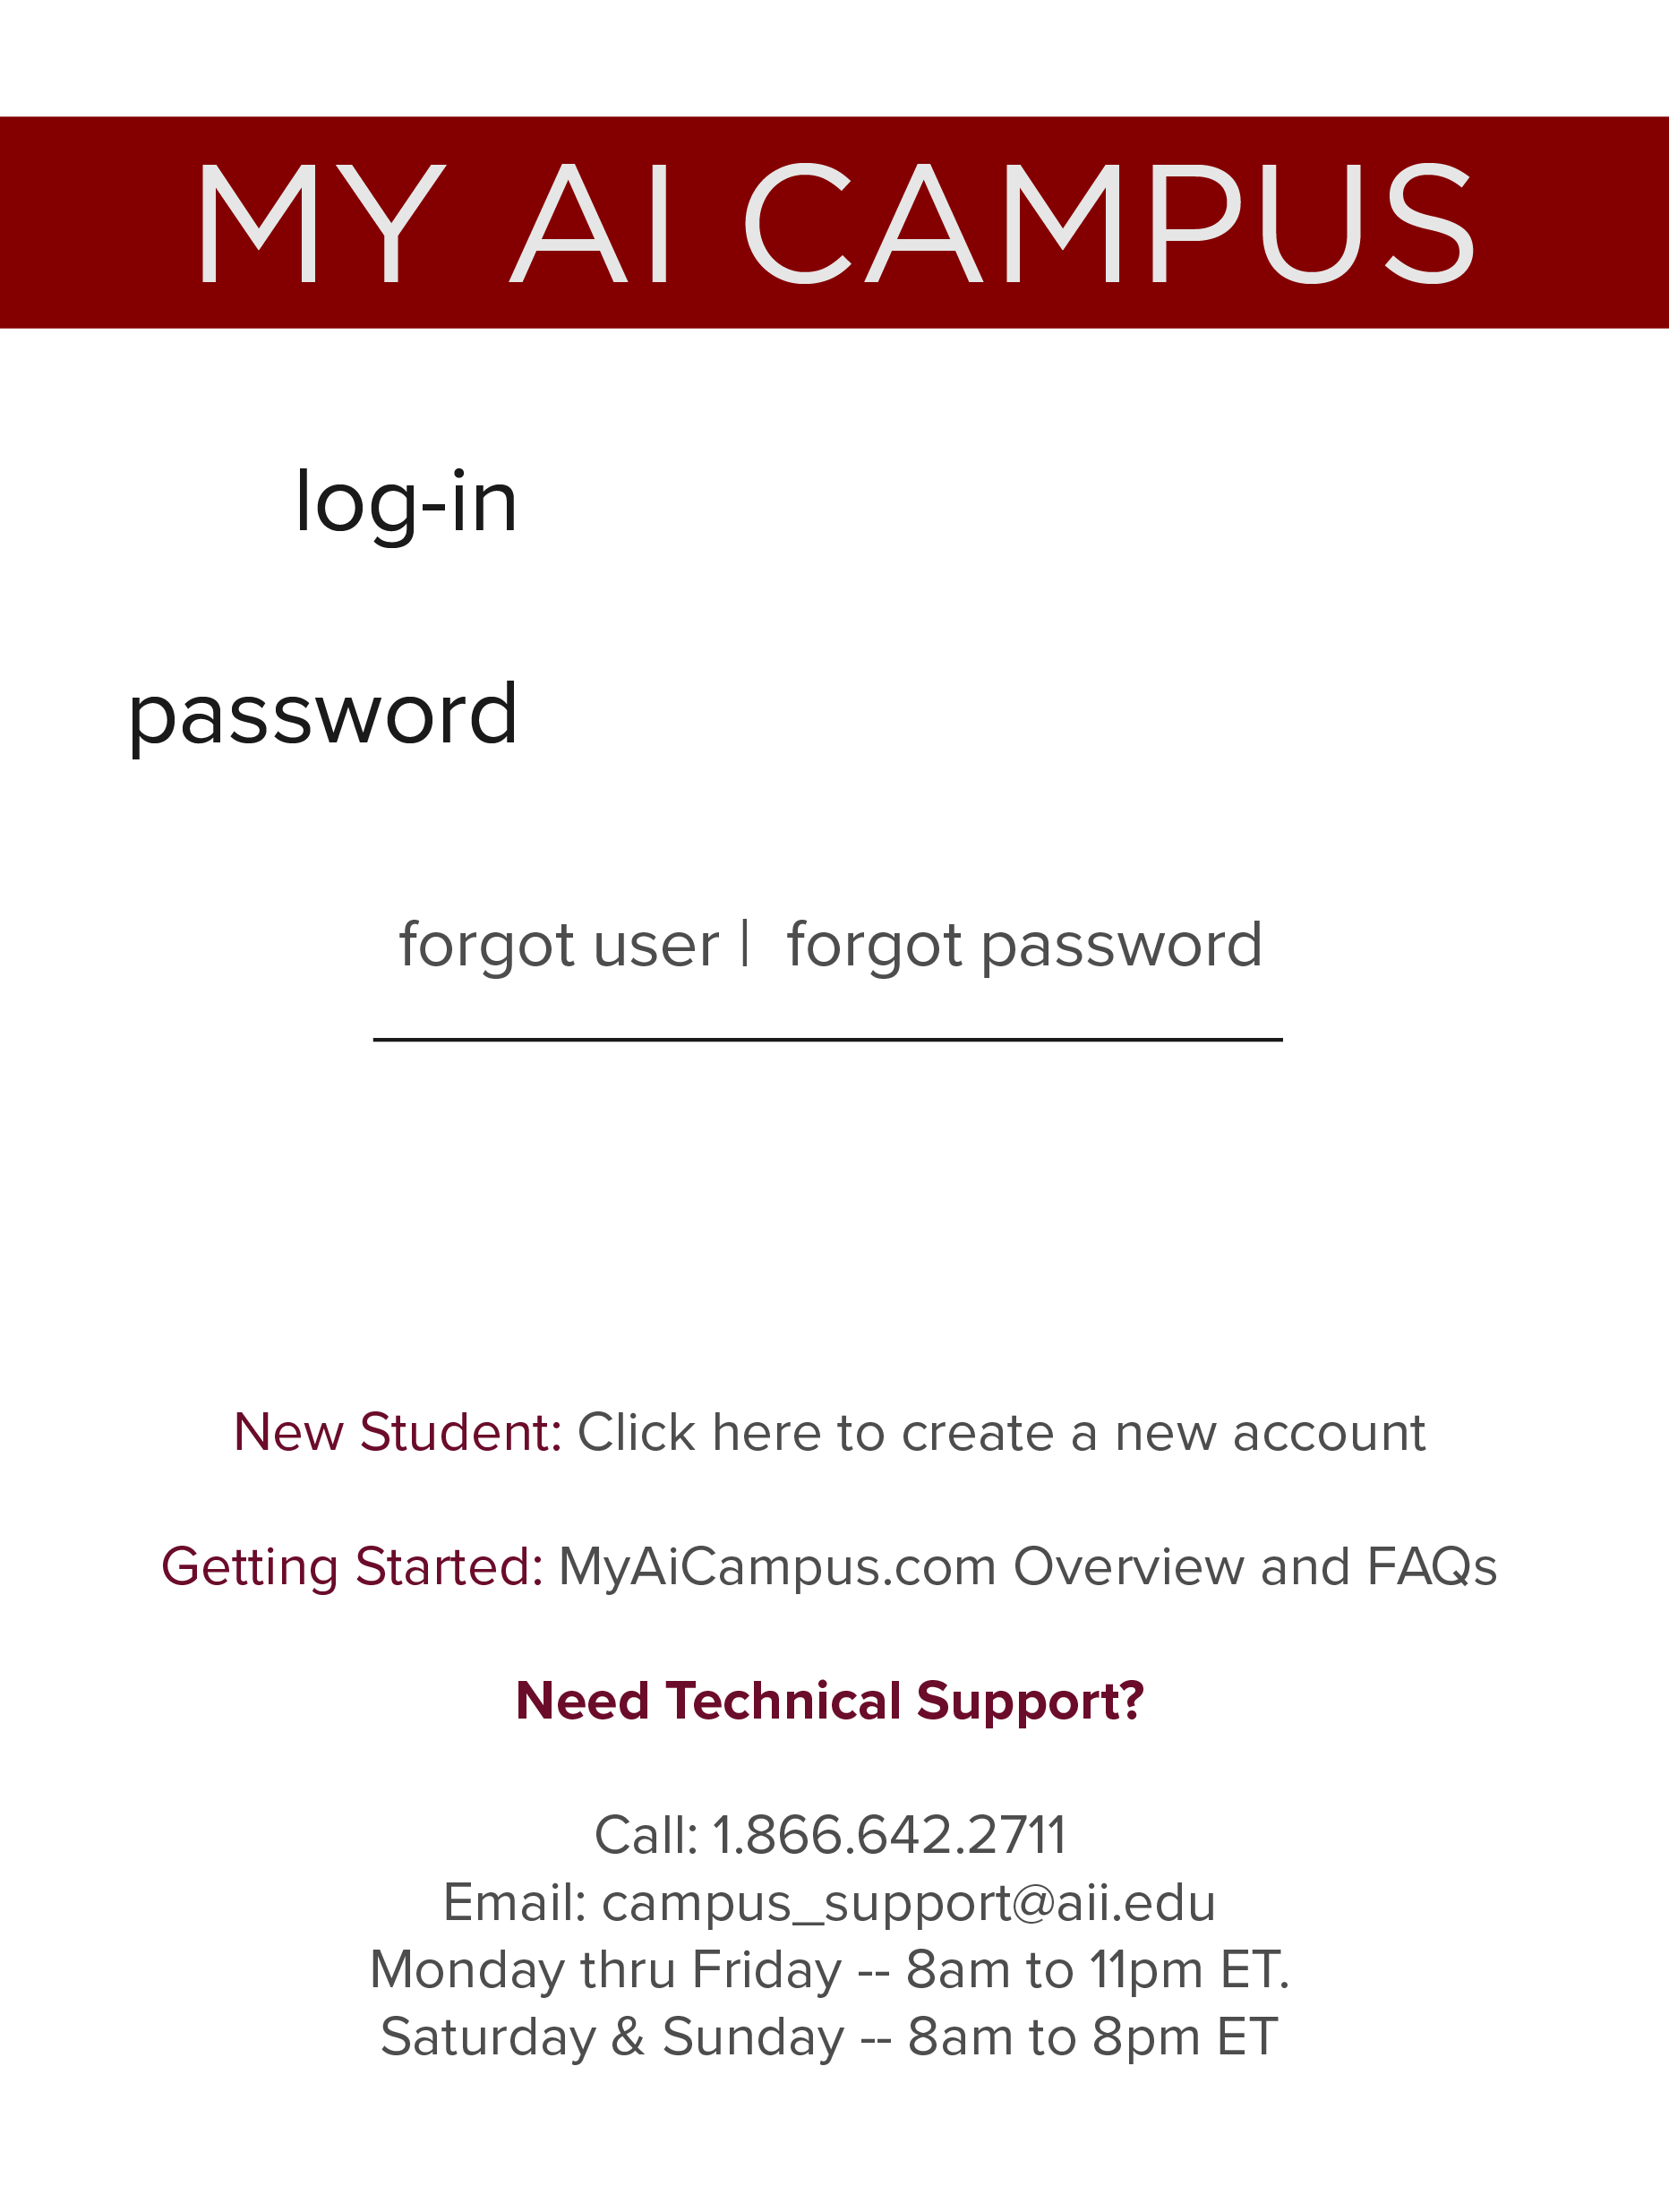 MY AI CAMPUS
log-in
password
forgot user | forgot password
New Student: Click here to create a new account
Getting Started: MyAiCampus.com Overview and FAQs
Need Technical Support?
Call: 1.866.642.2711
Email: campus_support@aii.edu
Monday thru Friday -- 8am to 11pm ET.
Saturday & Sunday -- 8am to 8pm ET